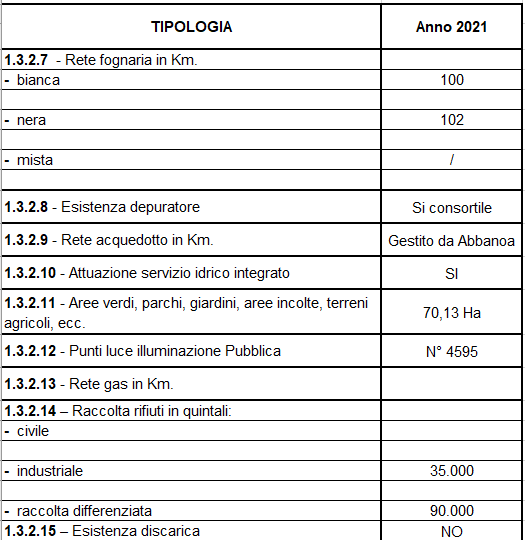 TIPOLOGIA Anno 2021
1.3.2.7 - Rete fognaria in Km.
- bianca 100
- nera 102
- mista /
1.3.2.8 - Esistenza depuratore Si consortile
1.3.2.9 - Rete acquedotto in Km. Gestito da Abbanoa
1.3.2.10 - Attuazione servizio idrico integrato SI
1.3.2.11 - Aree verdi, parchi, giardini, aree incolte, terreni
agricoli, ecc. 70,13 Ha
1.3.2.12 - Punti luce illuminazione Pubblica N° 4595
1.3.2.13 - Rete gas in Km.
1.3.2.14 – Raccolta rifiuti in quintali:
- civile
- industriale 35.000
- raccolta differenziata 90.000
1.3.2.15 – Esistenza discarica NO